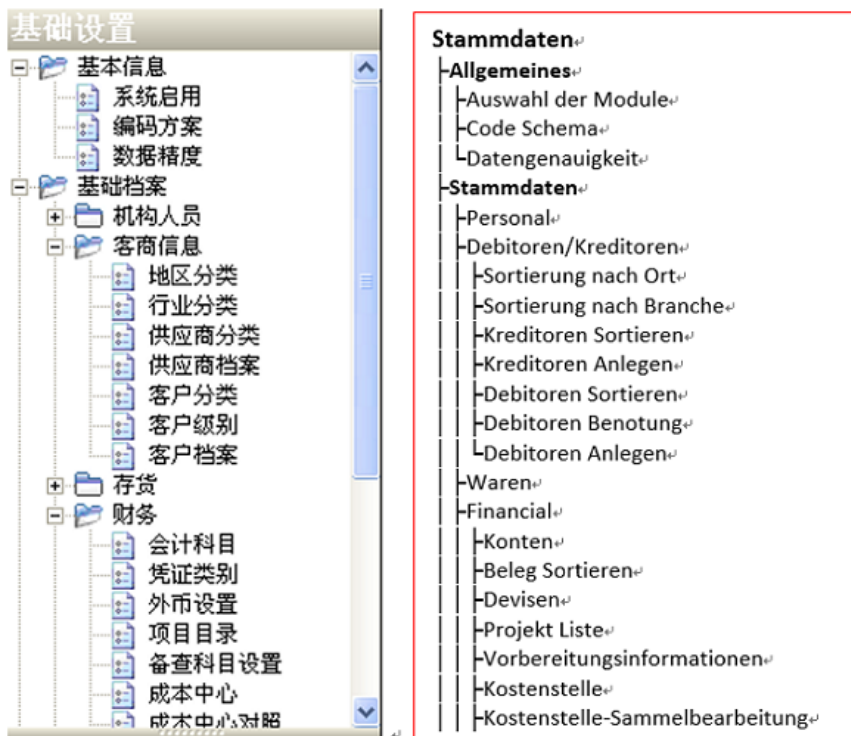 基础设置
基本信息
系统启用
编码方案
数据精度
基础档案
机构人员
客商信息
地区分类
行业分类
供应商分类
供应商档案
客户分类
客户级别
客户档案
存货
财务
会计科目
凭证类别
外币设置
项目目录
备查科目设置
成本中心
成本中心对照
Stammdaten
Allgemeines
Auswahl der Module
Code Schema
Datengenauigkeit
Stammdaten
Personal
Debitoren/Kreditoren
Sortierung nach Ort
Sortierung nach Branche
Kreditoren Sortieren
Kreditoren Anlegen
Debitoren Sortieren
Debitoren Benotung
Debitoren Anlegen
Waren
Financial
Konten
Beleg Sortieren
Devisen
Projekt Liste
Vorbereitungsinformationen
Kostenstelle
Kostenstelle-Sammelbearbeitung